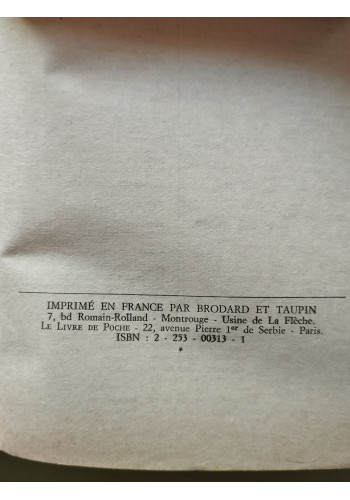 IMPRIMÉ EN FRANCE PAR BRODARD ET TAUPIN
7, bd Romain-Rolland - Montrouge - Usine de La Flèche.
LE LIVRE DE POCHE - 22, avenue Pierre 1er de Serbie - Paris.
ISBN : 2 - 253 - 00313 - 1
*